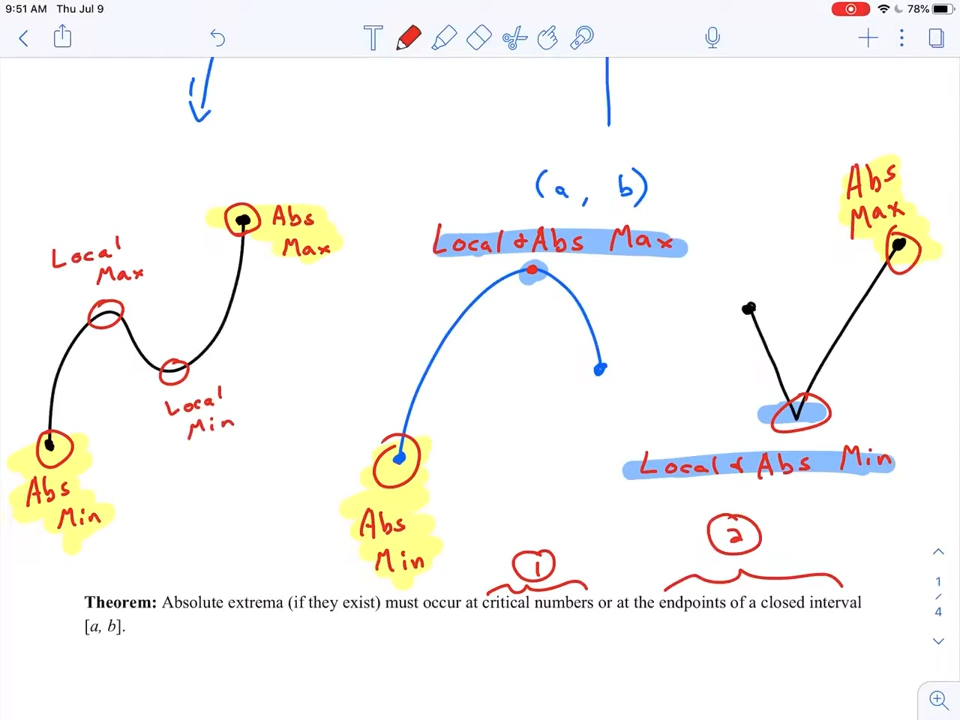 9:51 AM Thu Jul 9
78%
T
(a, b)
Abs
Max
Local & Abs Max
Abs
Max
Local
Max
Local
Min
Local & Abs Min
Abs
Min
Abs
Min
1
2
Theorem: Absolute extrema (if they exist) must occur at critical numbers or at the endpoints of a closed interval
[a, b].
1
/
4